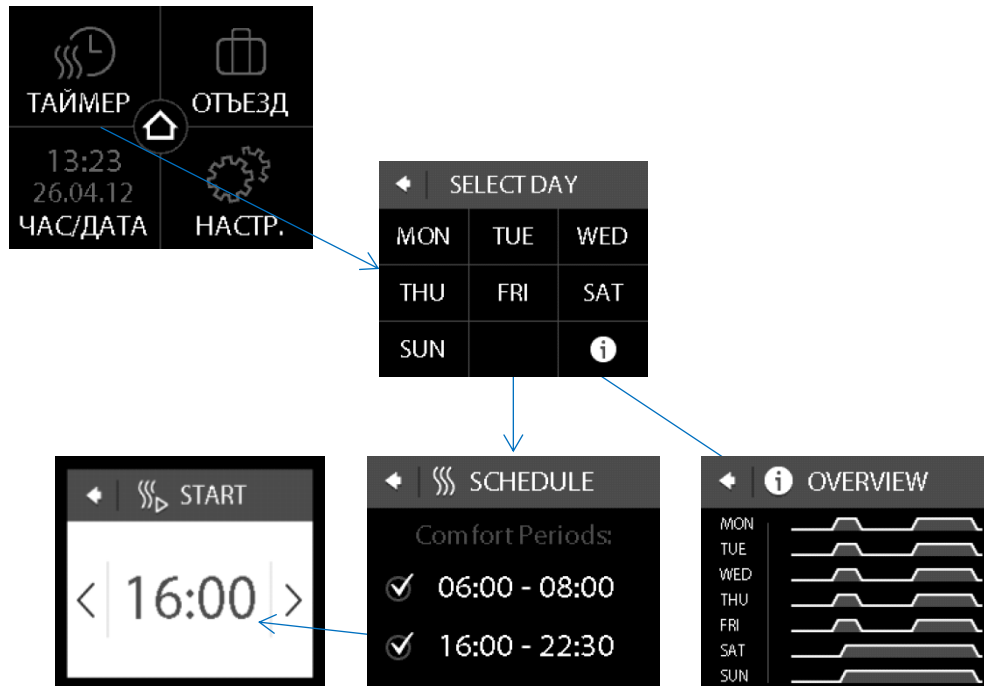 ТАЙМЕР ОТЪЕЗД
13:23
26.04.12
ЧАС/ДАТА НАСТР.
SELECT DAY
MON TUE WED
THU FRI SAT
SUN i
START
16:00
SCHEDULE
Comfort Periods:
06:00 - 08:00
16:00 - 22:30
i OVERVIEW
MON
TUE
WED
THU
FRI
SAT
SUN